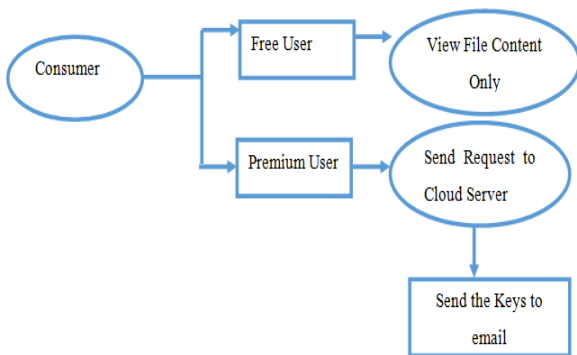 Consumer
Free User
View File Content
Only
Premium User
Send Request to
Cloud Server
Send the Keys to
email